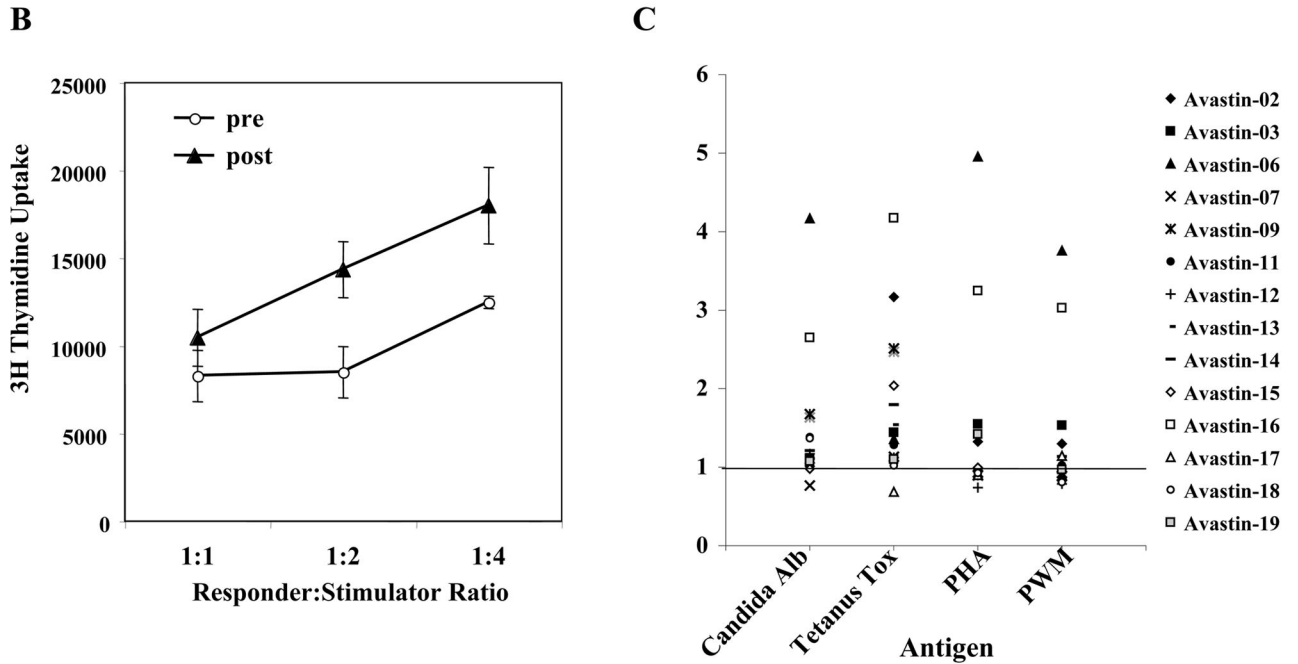 B
25000
20000
15000
10000
5000
0
3H Thymidine Uptake
pre
post
1:1 1:2 1:4
Responder:Stimulator Ratio
C
6
5
4
3
2
1
0
Candida Alb
Tetanus Tox
PHA
PWM
Antigen
Avastin-02
Avastin-03
Avastin-06
Avastin-07
Avastin-09
Avastin-11
Avastin-12
Avastin-13
Avastin-14
Avastin-15
Avastin-16
Avastin-17
Avastin-18
Avastin-19